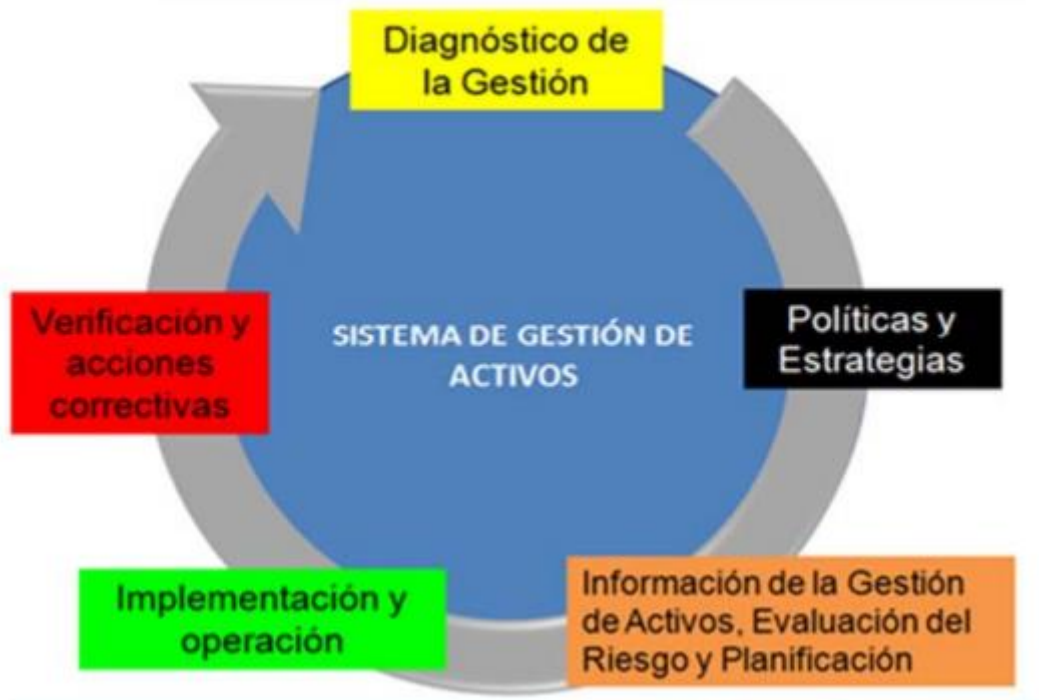 Diagnóstico de
la Gestión
Políticas y
Estrategias
Información de la Gestión
de Activos, Evaluación del
Riesgo y Planificación
Implementación y
operación
Verificación y
acciones
correctivas
SISTEMA DE GESTIÓN DE
ACTIVOS